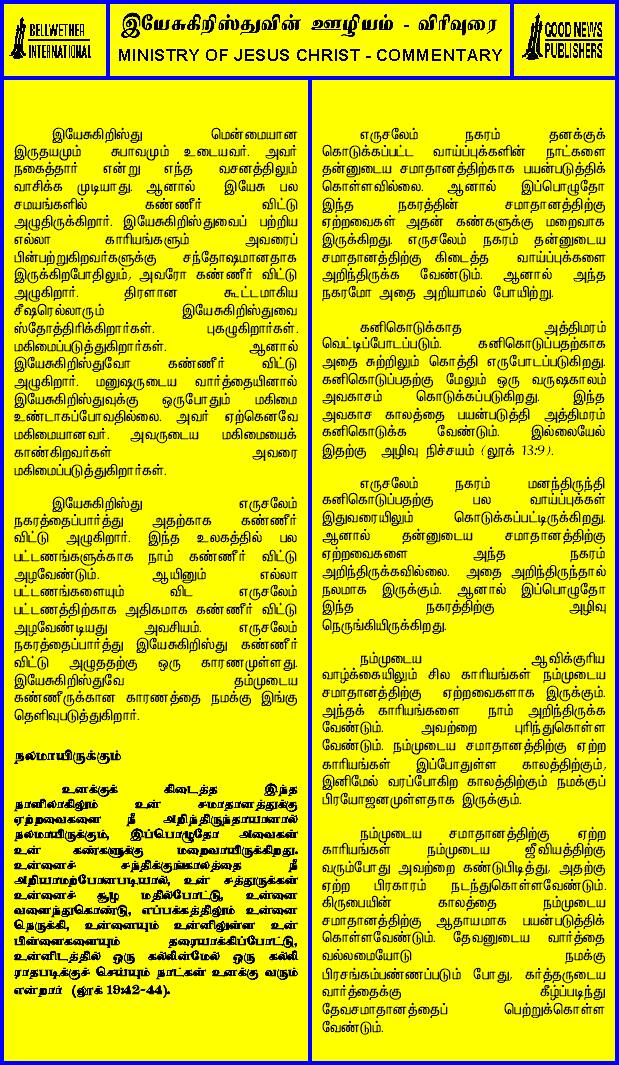 BELLWETHER
INTERNATIONAL
இயேசுகிறிஸ்துவின் ஊழியம் - விரிவுரை
MINISTRY OF JESUS CHRIST - COMMENTARY
GOOD NEWS
PUBLISHERS
இயேசுகிறிஸ்து மென்மையான
இருதயமும் சுபாவமும் உடையவர். அவர்
நகைத்தார் என்று எந்த வசனத்திலும்
வாசிக்க முடியாது. ஆனால் இயேசு பல
சமயங்களில் கண்ணீர் விட்டு
அழுதிருக்கிறார். இயேசுகிறிஸ்துவைப் பற்றிய
எல்லா காரியங்களும் அவரைப்
பின்பற்றுகிறவர்களுக்கு சந்தோஷமானதாக
இருக்கிறபோதிலும், அவரோ கண்ணீர் விட்டு
அழுகிறார். திரளான கூட்டமாகிய
சீஷரெல்லாரும் இயேசுகிறிஸ்துவை
ஸ்தோத்திரிக்கிறார்கள். புகழுகிறார்கள்.
மகிமைப்படுத்துகிறார்கள். ஆனால்
இயேசுகிறிஸ்துவோ கண்ணீர் விட்டு
அழுகிறார். மனுஷருடைய வார்த்தையினால்
இயேசுகிறிஸ்துவுக்கு ஒருபோதும் மகிமை
உண்டாகப்போவதில்லை. அவர் ஏற்கெனவே
மகிமையானவர். அவருடைய மகிமையைக்
காண்கிறவர்கள் அவரை
மகிமைப்படுத்துகிறார்கள்.
இயேசுகிறிஸ்து எருசலேம்
நகரத்தைப்பார்த்து அதற்காக கண்ணீர்
விட்டு அழுகிறார். இந்த உலகத்தில் பல
பட்டணங்களுக்காக நாம் கண்ணீர் விட்டு
அழவேண்டும். ஆயினும் எல்லா
பட்டணங்களையும் விட எருசலேம்
பட்டணத்திற்காக அதிகமாக கண்ணீர் விட்டு
அழவேண்டியது அவசியம். எருசலேம்
நகரத்தைப்பார்த்து இயேசுகிறிஸ்து கண்ணீர்
விட்டு அழுததற்கு ஒரு காரணமுள்ளது.
இயேசுகிறிஸ்துவே தம்முடைய
கண்ணீருக்கான காரணத்தை நமக்கு இங்கு
தெளிவுபடுத்துகிறார்.
நலமாயிருக்கும்
உனக்குக் கிடைத்த இந்த
நாளிலாகிலும் உன் சமாதானத்துக்கு
ஏற்றவைகளை நீ அறிந்திருந்தாயானால்
நலமாயிருக்கும், இப்பொழுதோ அவைகள்
உன் கண்களுக்கு மறைவாயிருக்கிறது.
உன்னைச் சந்திக்குங்காலத்தை நீ
அறியாமற்போனபடியால், உன் சத்துருக்கள்
உன்னைச் சூழ மதில்போட்டு, உன்னை
வளைந்துகொண்டு, எப்பக்கத்திலும் உன்னை
நெருக்கி, உன்னையும் உன்னிலுள்ள உன்
பிள்ளைகளையும் தரையாக்கிப்போட்டு,
உன்னிடத்தில் ஒரு கல்லின்மேல் ஒரு கல்லி
ராதபடிக்குச் செய்யும் நாட்கள் உனக்கு வரும்
என்றார் (லூக் 19:42-44).
எருசலேம் நகரம் தனக்குக்
கொடுக்கப்பட்ட வாய்ப்புக்களின் நாட்களை
தன்னுடைய சமாதானத்திற்காக பயன்படுத்திக்
கொள்ளவில்லை. ஆனால் இப்பொழுதோ
இந்த நகரத்தின் சமாதானத்திற்கு
ஏற்றவைகள் அதன் கண்களுக்கு மறைவாக
இருக்கிறது. எருசலேம் நகரம் தன்னுடைய
சமாதானத்திற்கு கிடைத்த வாய்ப்புக்களை
அறிந்திருக்க வேண்டும். ஆனால் அந்த
நகரமோ அதை அறியாமல் போயிற்று.
கனிகொடுக்காத அத்திமரம்
வெட்டிப்போடப்படும். கனிகொடுப்பதற்காக
அதை சுற்றிலும் கொத்தி எருபோடப்படுகிறது.
கனிகொடுப்பதற்கு மேலும் ஒரு வருஷகாலம்
அவகாசம் கொடுக்கப்படுகிறது. இந்த
அவகாச காலத்தை பயன்படுத்தி அத்திமரம்
கனிகொடுக்க வேண்டும். இல்லையேல்
இதற்கு அழிவு நிச்சயம் (லூக் 13:9).
எருசலேம் நகரம் மனந்திருந்தி
கனிகொடுப்பதற்கு பல வாய்ப்புக்கள்
இதுவரையிலும் கொடுக்கப்பட்டிருக்கிறது.
ஆனால் தன்னுடைய சமாதானத்திற்கு
ஏற்றவைகளை அந்த நகரம்
அறிந்திருக்கவில்லை. அதை அறிந்திருந்தால்
நலமாக இருக்கும். ஆனால் இப்பொழுதோ
இந்த நகரத்திற்கு அழிவு
நெருங்கியிருக்கிறது.
நம்முடைய ஆவிக்குரிய
வாழ்க்கையிலும் சில காரியங்கள் நம்முடைய
சமாதானத்திற்கு ஏற்றவைகளாக இருக்கும்.
அந்தக் காரியங்களை நாம் அறிந்திருக்க
வேண்டும். அவற்றை புரிந்துகொள்ள
வேண்டும். நம்முடைய சமாதானத்திற்கு ஏற்ற
காரியங்கள் இப்போதுள்ள காலத்திற்கும்,
இனிமேல் வரப்போகிற காலத்திற்கும் நமக்குப்
பிரயோஜனமுள்ளதாக இருக்கும்.
நம்முடைய சமாதானத்திற்கு ஏற்ற
காரியங்கள் நம்முடைய ஜீவியத்திற்கு
வரும்போது அவற்றை கண்டுபிடித்து, அதற்கு
ஏற்ற பிரகாரம் நடந்துகொள்ளவேண்டும்.
கிருபையின் காலத்தை நம்முடைய
சமாதானத்திற்கு ஆதாயமாக பயன்படுத்திக்
கொள்ளவேண்டும். தேவனுடைய வார்த்தை
வல்லமையோடு நமக்கு
பிரசங்கம்பண்ணப்படும் போது, கர்த்தருடைய
வார்த்தைக்கு கீழ்ப்படிந்து
தேவசமாதானத்தைப் பெற்றுக்கொள்ள
வேண்டும்.